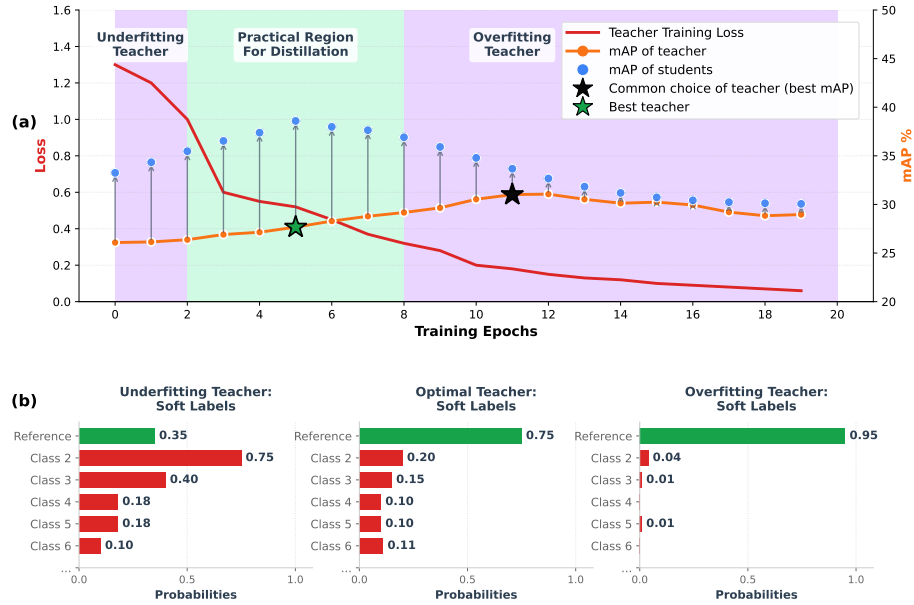 (a)
Loss
mAP %
1.6
1.4
1.2
1.0
0.8
0.6
0.4
0.2
0.0
50
45
40
35
30
25
20
Underfitting
Teacher
Practical Region
For Distillation
Overfitting
Teacher
Teacher Training Loss
mAP of teacher
mAP of students
Common choice of teacher (best mAP)
Best teacher
0 2 4 6 8 10 12 14 16 18 20
Training Epochs
(b)
Underfitting Teacher:
Soft Labels
Reference 0.35
Class 2 0.75
Class 3 0.40
Class 4 0.18
Class 5 0.18
Class 6 0.10
...
0.0 0.5 1.0
Probabilities
Optimal Teacher:
Soft Labels
Reference 0.75
Class 2 0.20
Class 3 0.15
Class 4 0.10
Class 5 0.10
Class 6 0.11
...
0.0 0.5 1.0
Probabilities
Overfitting Teacher:
Soft Labels
Reference 0.95
Class 2 0.04
Class 3 0.01
Class 4
Class 5 0.01
Class 6
...
0.0 0.5 1.0
Probabilities